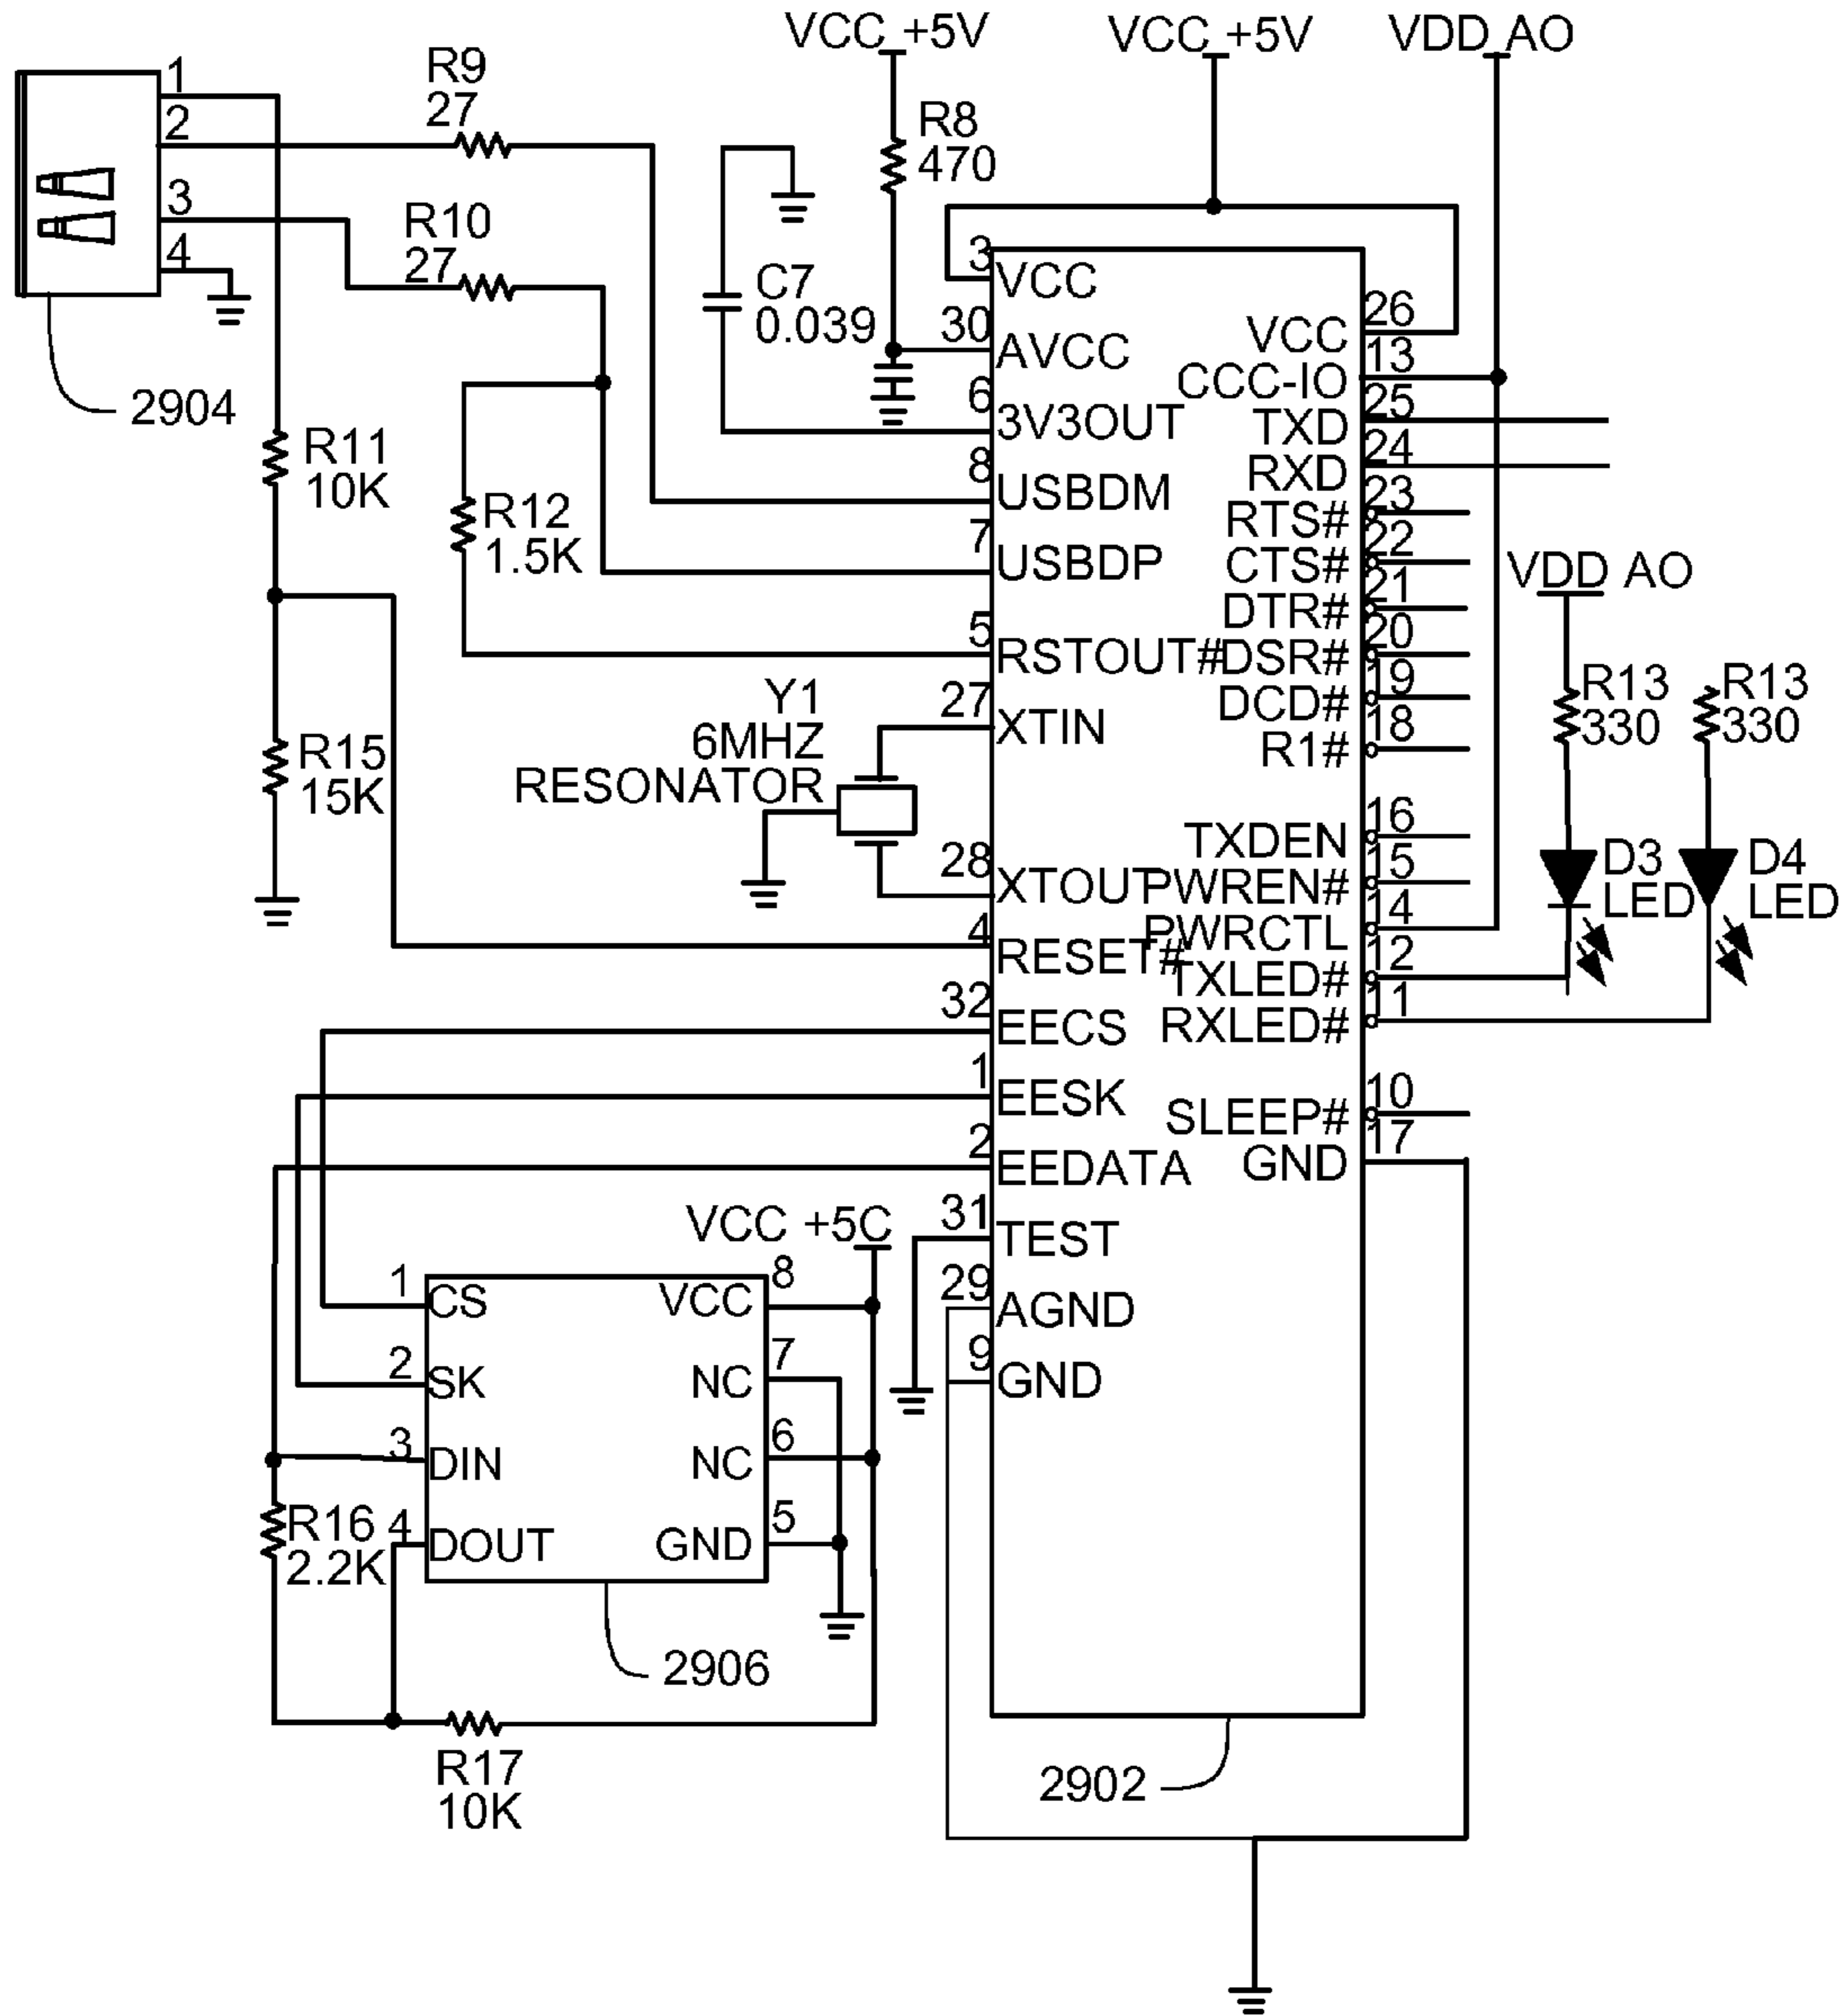 VCC +5V
VCC +5V
VDD AO
1
2
3
4
R9
27
R10
27
R8
470
C7
0.039
2904
R11
10K
R12
1.5K
R15
15K
Y1
6MHZ
RESONATOR
3
VCC
30
AVCC
6
3V3OUT
8
USBDM
7
USBDP
5
RSTOUT#
27
XTIN
28
XTOUT
4
RESET#
32
EECS
1
EESK
2
EEDATA
31
TEST
29
AGND
9
GND
26
VCC
13
CCC-IO
25
TXD
24
RXD
23
RTS#
22
CTS#
21
DTR#
20
DSR#
19
DCD#
18
R1#
16
TXDEN
15
PWREN#
14
PWRCTL
12
TXLED#
11
RXLED#
10
SLEEP#
17
GND
VDD AO
R13
330
R13
330
D3
LED
D4
LED
VCC +5C
1
CS
2
SK
3
DIN
4
DOUT
8
VCC
7
NC
6
NC
5
GND
R16
2.2K
2906
R17
10K
2902